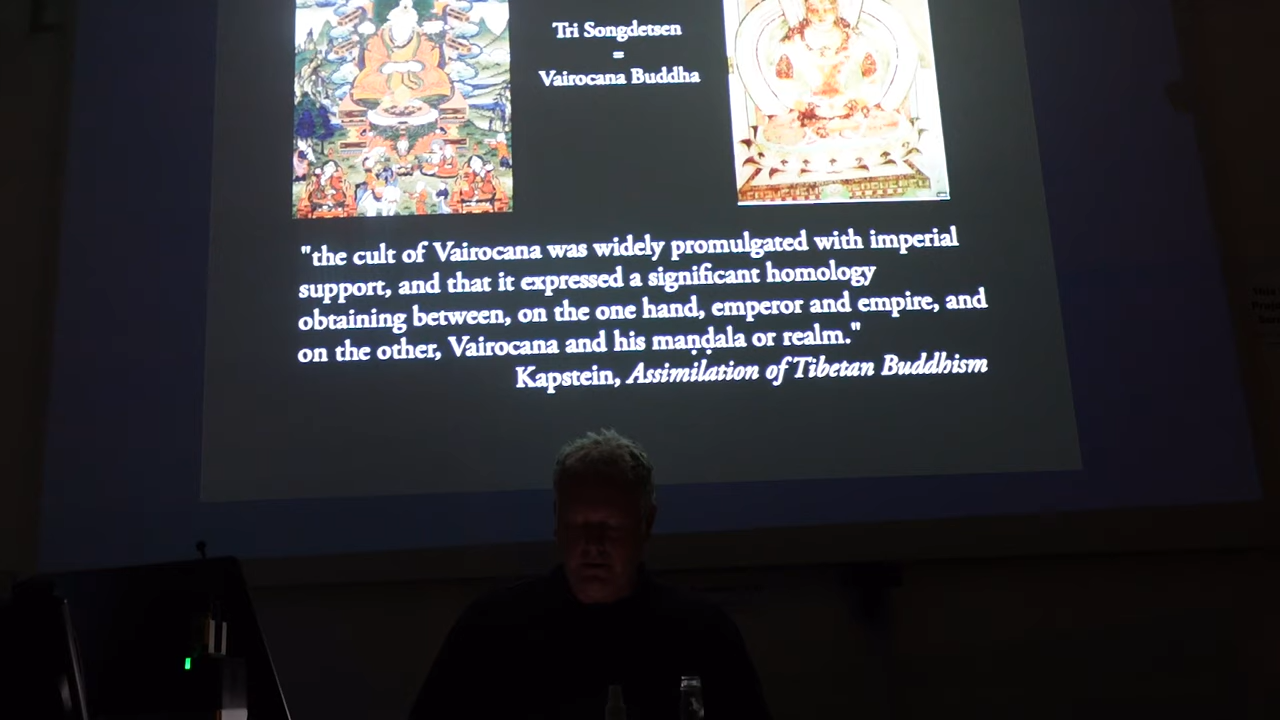 Tri Songdetsen
=
Vairocana Buddha
"the cult of Vairocana was widely promulgated with imperial
support, and that it expressed a significant homology
obtaining between, on the one hand, emperor and empire, and
on the other, Vairocana and his maṇḍala or realm."
Kapstein, Assimilation of Tibetan Buddhism